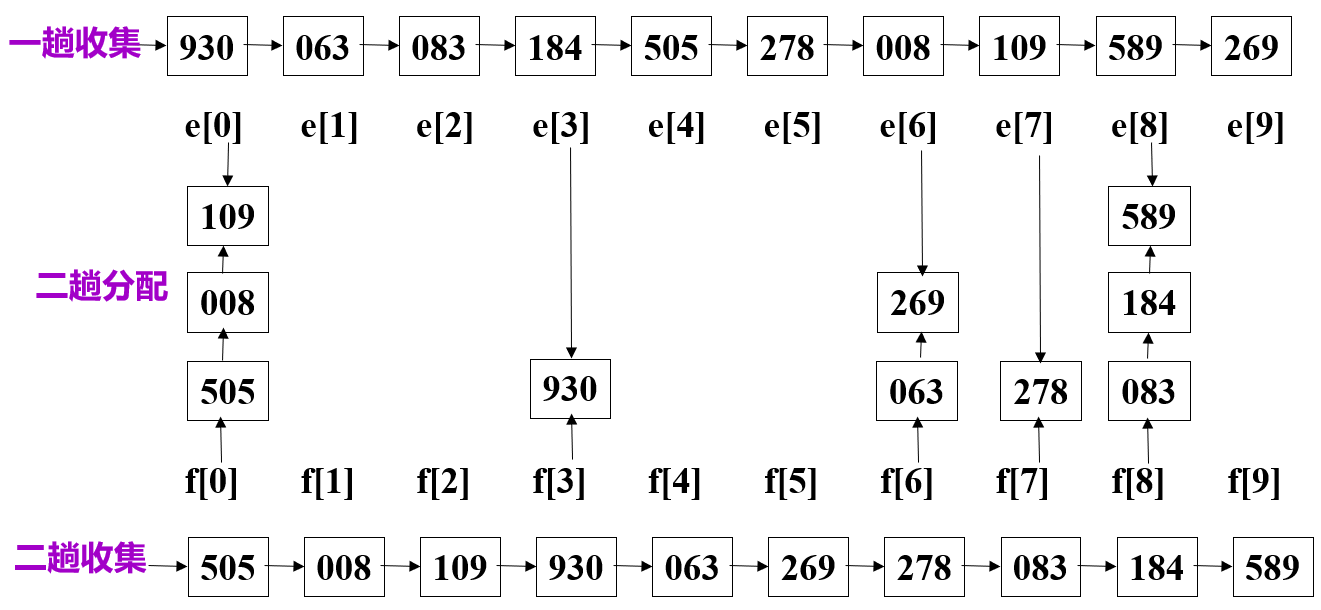 一趟收集 930 063 083 184 505 278 008 109 589 269
e[0] e[1] e[2] e[3] e[4] e[5] e[6] e[7] e[8] e[9]
109 589
二趟分配 008 269 184
505 930 063 278 083
f[0] f[1] f[2] f[3] f[4] f[5] f[6] f[7] f[8] f[9]
二趟收集 505 008 109 930 063 269 278 083 184 589